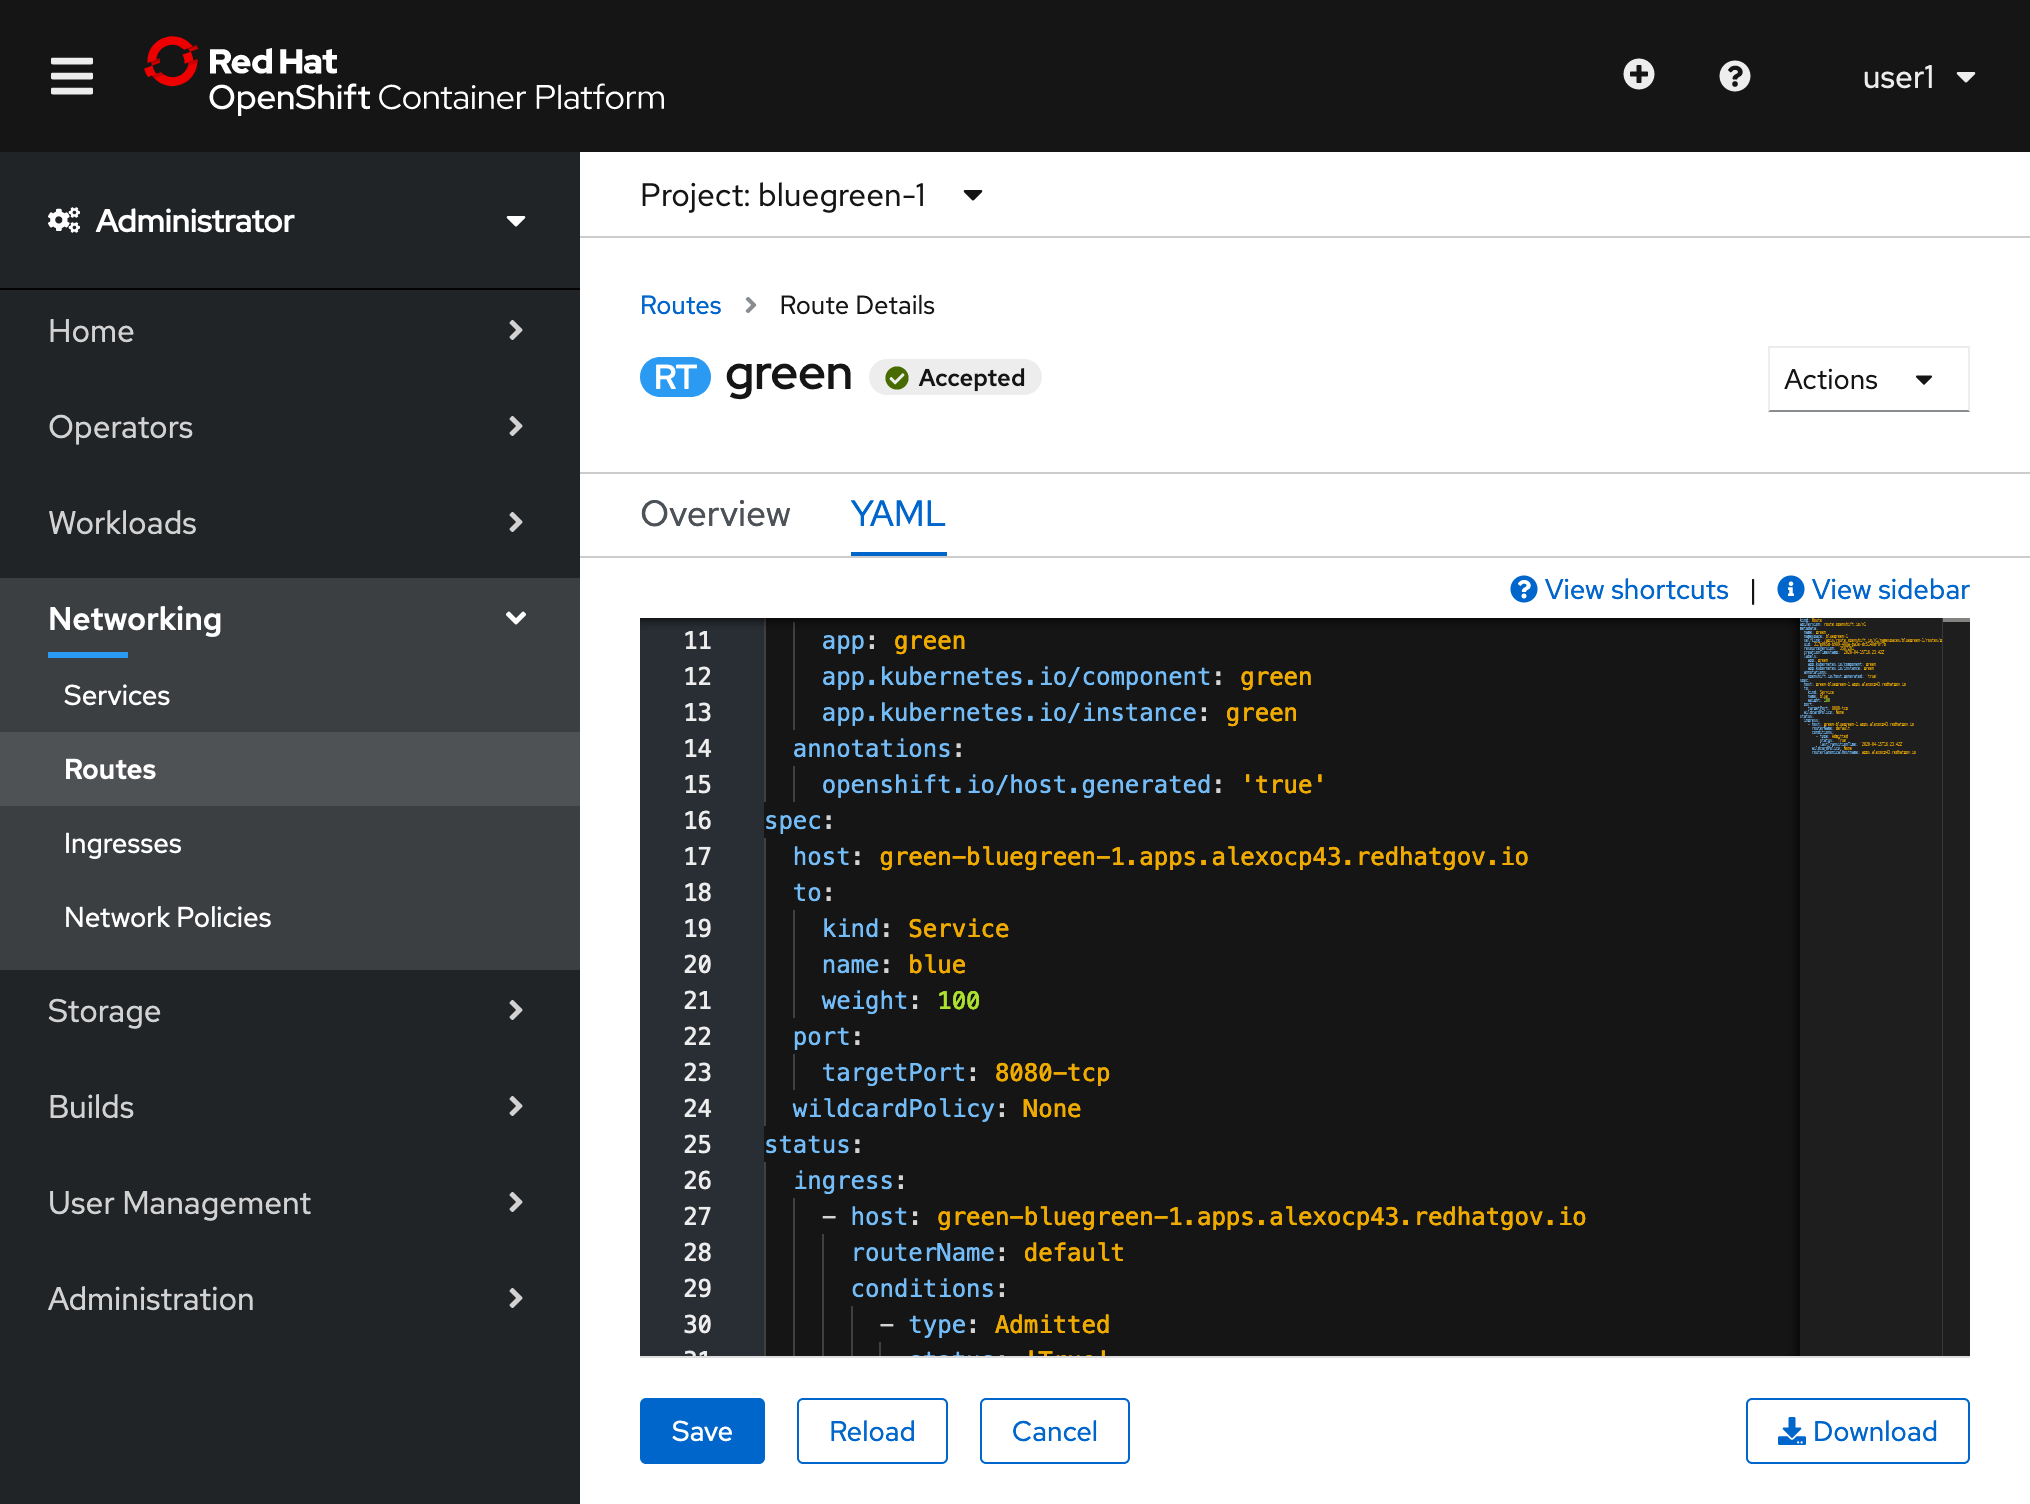 Red Hat
OpenShift Container Platform
user1
Administrator
Home
Operators
Workloads
Networking
Services
Routes
Ingresses
Network Policies
Storage
Builds
User Management
Administration
Project: bluegreen-1
Routes > Route Details
RT green Accepted
Actions
Overview YAML
View shortcuts | View sidebar
11 app: green
12 app.kubernetes.io/component: green
13 app.kubernetes.io/instance: green
14 annotations:
15 openshift.io/host.generated: 'true'
16 spec:
17 host: green-bluegreen-1.apps.alexocp43.redhatgov.io
18 to:
19 kind: Service
20 name: blue
21 weight: 100
22 port:
23 targetPort: 8080-tcp
24 wildcardPolicy: None
25 status:
26 ingress:
27 - host: green-bluegreen-1.apps.alexocp43.redhatgov.io
28 routerName: default
29 conditions:
30 - type: Admitted
Save Reload Cancel Download